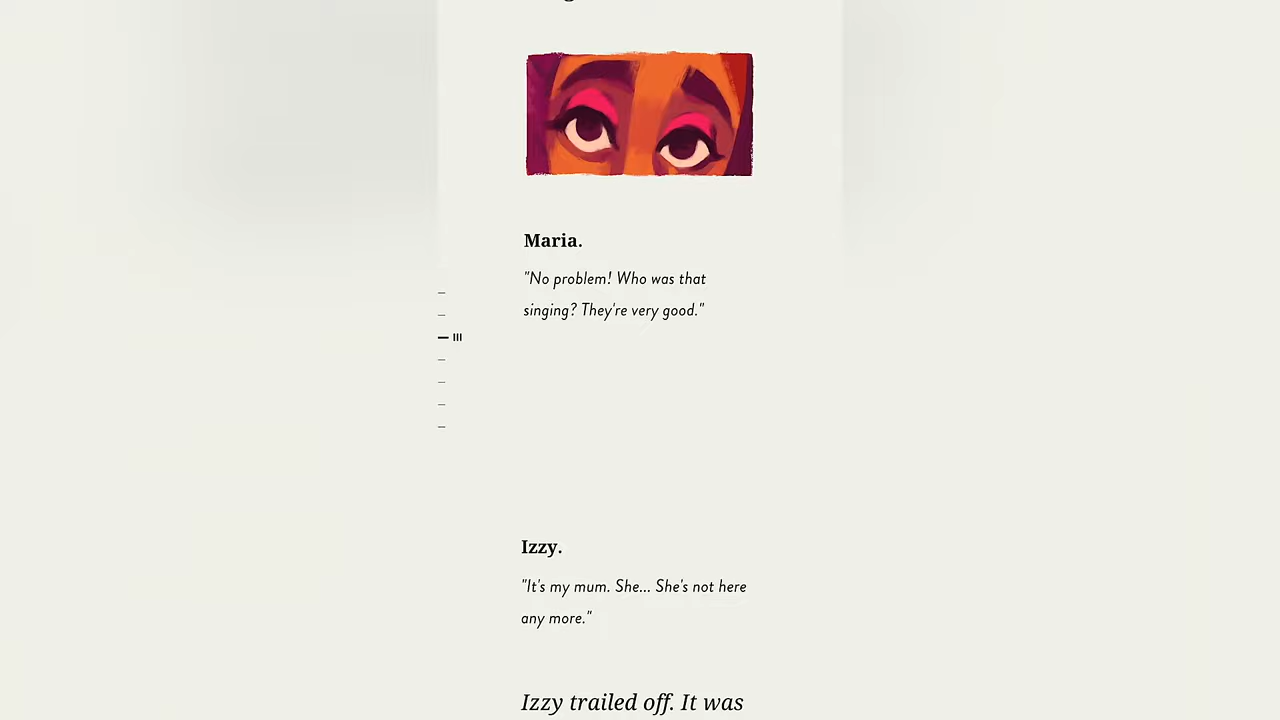 Maria.
"No problem! Who was that
singing? They're very good."
III
Izzy.
"It's my mum. She... She's not here
any more."
Izzy trailed off. It was